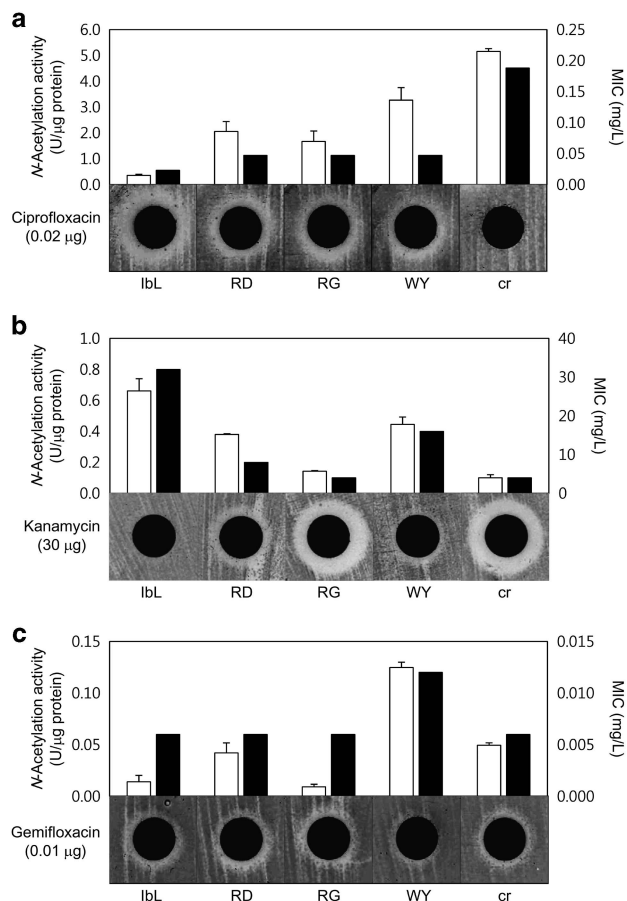 a
6.0
5.0
4.0
3.0
2.0
1.0
0.0
N-Acetylation activity
(U/µg protein)
0.25
0.20
0.15
0.10
0.05
0.00
MIC (mg/L)
Ciprofloxacin
(0.02 µg)
IbL RD RG WY cr
b
1.0
0.8
0.6
0.4
0.2
0.0
N-Acetylation activity
(U/µg protein)
40
30
20
10
0
MIC (mg/L)
Kanamycin
(30 µg)
IbL RD RG WY cr
c
0.15
0.10
0.05
0.00
N-Acetylation activity
(U/µg protein)
0.015
0.010
0.005
0.000
MIC (mg/L)
Gemifloxacin
(0.01 µg)
IbL RD RG WY cr